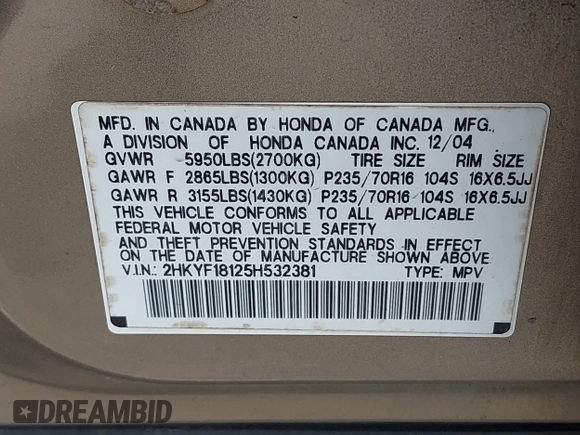 MFD. IN CANADA BY HONDA OF CANADA MFG.,
A DIVISION OF HONDA CANADA INC. 12/04
GVWR 5950LBS(2700KG) TIRE SIZE RIM SIZE
GAWR F 2865LBS(1300KG) P235/70R16 104S 16X6.5JJ
GAWR R 3155LBS(1430KG) P235/70R16 104S 16X6.5JJ
THIS VEHICLE CONFORMS TO ALL APPLICABLE
FEDERAL MOTOR VEHICLE SAFETY
AND THEFT PREVENTION STANDARDS IN EFFECT
ON THE DATE OF MANUFACTURE SHOWN ABOVE.
V.I.N.: 2HKYF18125H532381 TYPE: MPV
DREAMBID